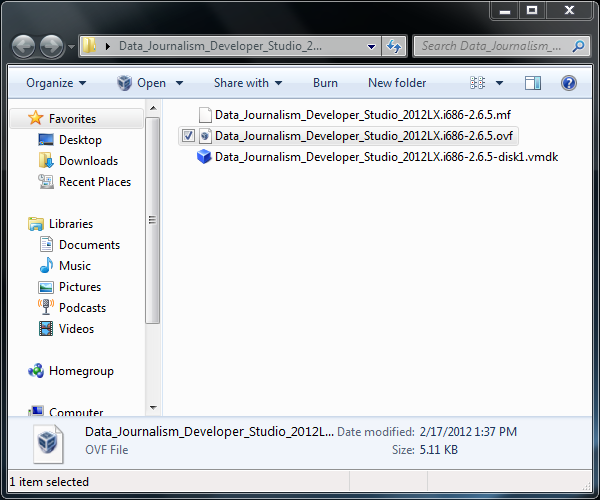 Data_Journalism_Developer_Studio_2...
Search Data_Journalism_...
Organize Open Share with Burn New folder
Favorites
Desktop
Downloads
Recent Places
Libraries
Documents
Music
Pictures
Podcasts
Videos
Homegroup
Computer
Data_Journalism_Developer_Studio_2012LX.i686-2.6.5.mf
Data_Journalism_Developer_Studio_2012LX.i686-2.6.5.ovf
Data_Journalism_Developer_Studio_2012LX.i686-2.6.5-disk1.vmdk
Data_Journalism_Developer_Studio_2012L... Date modified: 2/17/2012 1:37 PM
OVF File Size: 5.11 KB
1 item selected